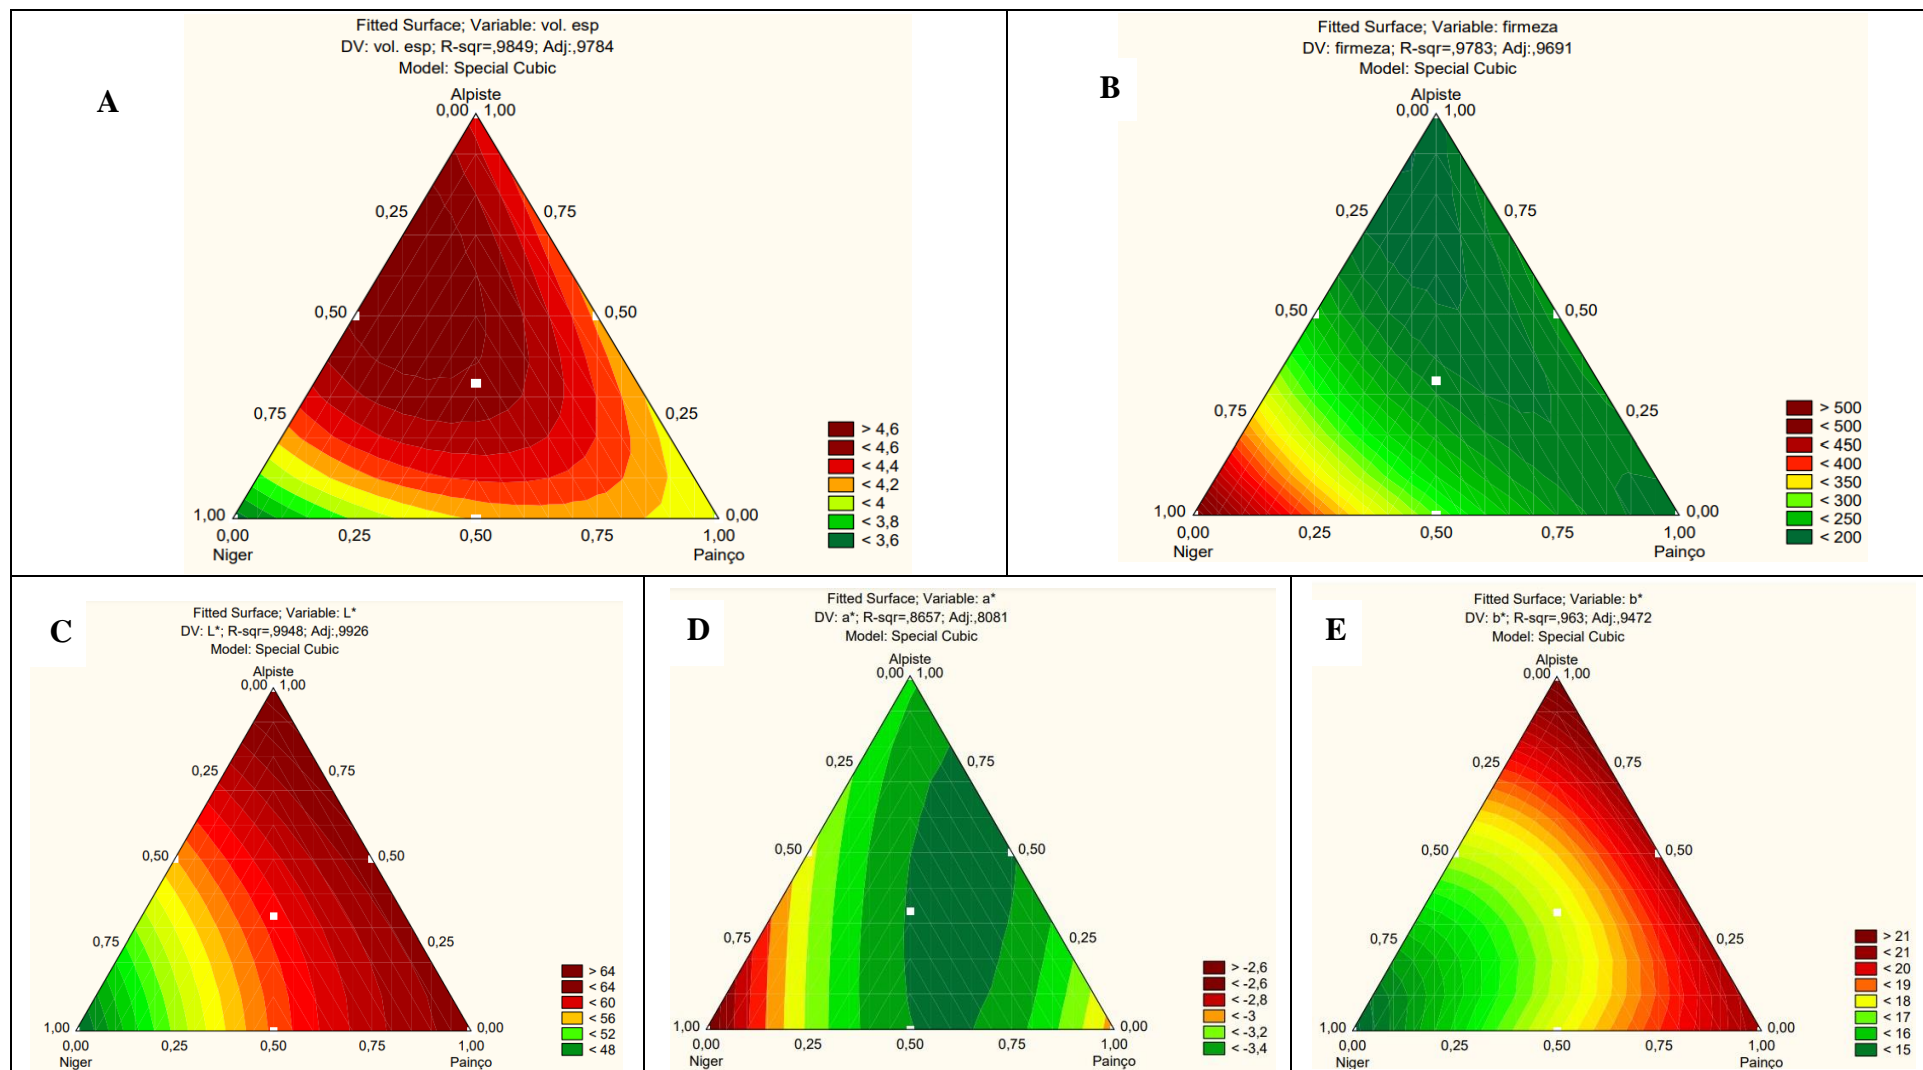 A
Fitted Surface; Variable: vol. esp
DV: vol. esp; R-sqr=,9849; Adj:,9784
Model: Special Cubic
Alpiste
0,00 1,00
0,25 0,75
0,50 0,50
0,75 0,25
1,00 0,00
0,00 0,25 0,50 0,75 1,00
Niger Painço
> 4,6
< 4,6
< 4,4
< 4,2
< 4
< 3,8
< 3,6
B
Fitted Surface; Variable: firmeza
DV: firmeza; R-sqr=,9783; Adj:,9691
Model: Special Cubic
Alpiste
0,00 1,00
0,25 0,75
0,50 0,50
0,75 0,25
1,00 0,00
0,00 0,25 0,50 0,75 1,00
Niger Painço
> 500
< 500
< 450
< 400
< 350
< 300
< 250
< 200
C
Fitted Surface; Variable: L*
DV: L*; R-sqr=,9948; Adj:,9926
Model: Special Cubic
Alpiste
0,00 1,00
0,25 0,75
0,50 0,50
0,75 0,25
1,00 0,00
0,00 0,25 0,50 0,75 1,00
Niger Painço
> 64
< 64
< 60
< 56
< 52
< 48
D
Fitted Surface; Variable: a*
DV: a*; R-sqr=,8657; Adj:,8081
Model: Special Cubic
Alpiste
0,00 1,00
0,25 0,75
0,50 0,50
0,75 0,25
1,00 0,00
0,00 0,25 0,50 0,75 1,00
Niger Painço
> -2,6
< -2,6
< -2,8
< -3
< -3,2
< -3,4
E
Fitted Surface; Variable: b*
DV: b*; R-sqr=,963; Adj:,9472
Model: Special Cubic
Alpiste
0,00 1,00
0,25 0,75
0,50 0,50
0,75 0,25
1,00 0,00
0,00 0,25 0,50 0,75 1,00
Niger Painço
> 21
< 21
< 20
< 19
< 18
< 17
< 16
< 15